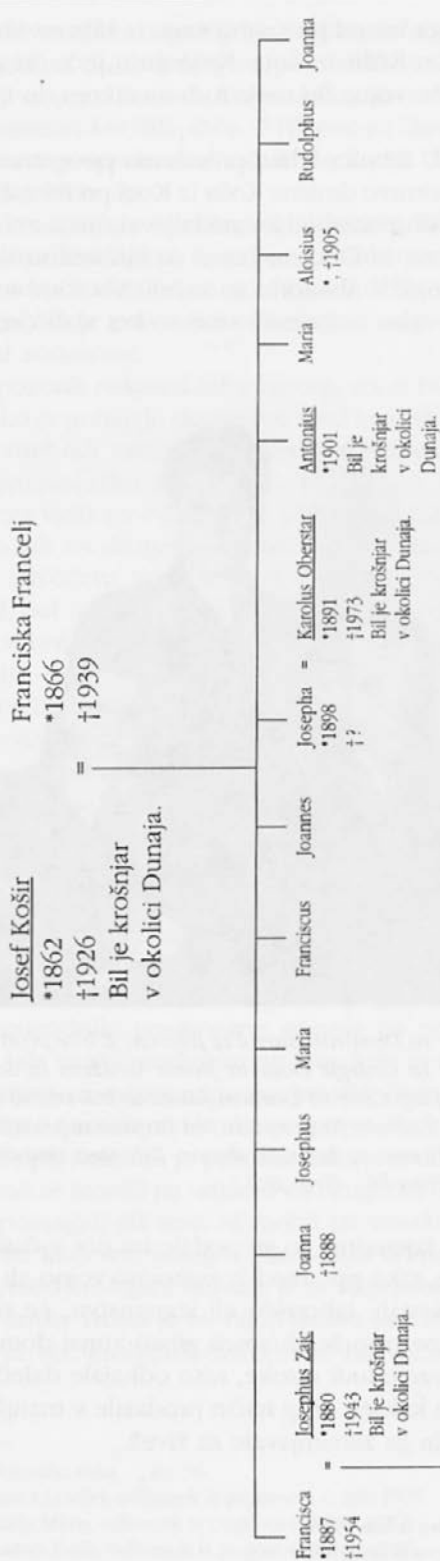 Josef Košir
*1862
†1926
Bil je krošnjar
v okolici Dunaja.
=
Franciska Francelj
*1866
†1939
Francisca
*1887
†1954
=
Josephus Zajc
*1880
†1943
Bil je krošnjar
v okolici Dunaja.
Joanna
†1888
Josephus
Maria
Franciscus
Joannes
Josepha
*1898
†?
=
Karolus Oberstar
*1891
†1973
Bil je krošnjar
v okolici Dunaja.
Antonius
*1901
Bil je
krošnjar
v okolici
Dunaja.
Maria
Aloisius
*, †1905
Rudolphus
Joanna